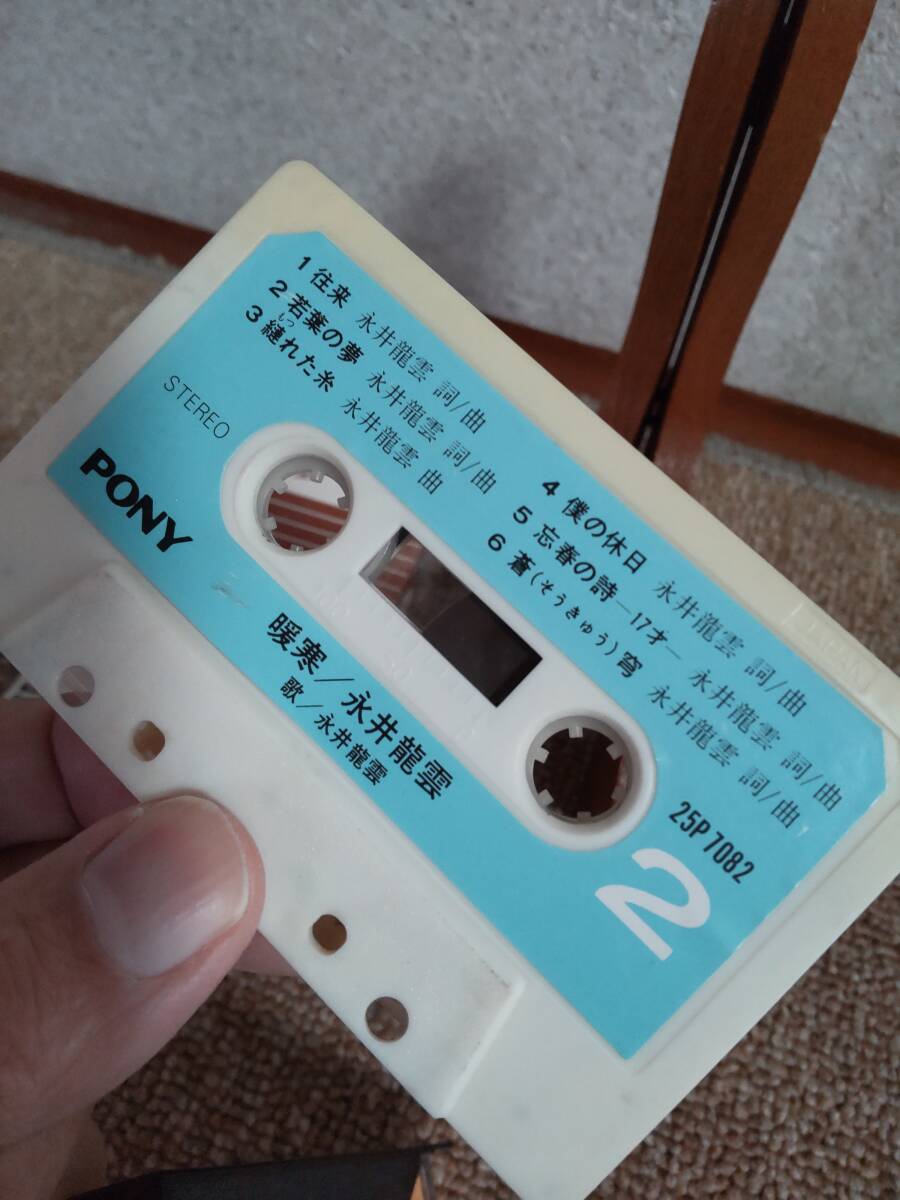 1 往来 永井龍雲 詞/曲
2 若葉の夢 永井龍雲 詞/曲
もつ
3 縺れた糸 永井龍雲 曲
4 僕の休日 永井龍雲 詞/曲
5 忘春の詩—17才— 永井龍雲 詞/曲
6 蒼(そうきゅう)穹 永井龍雲 詞/曲
STEREO
PONY
暖寒/永井龍雲
歌/永井龍雲
25P7082
2